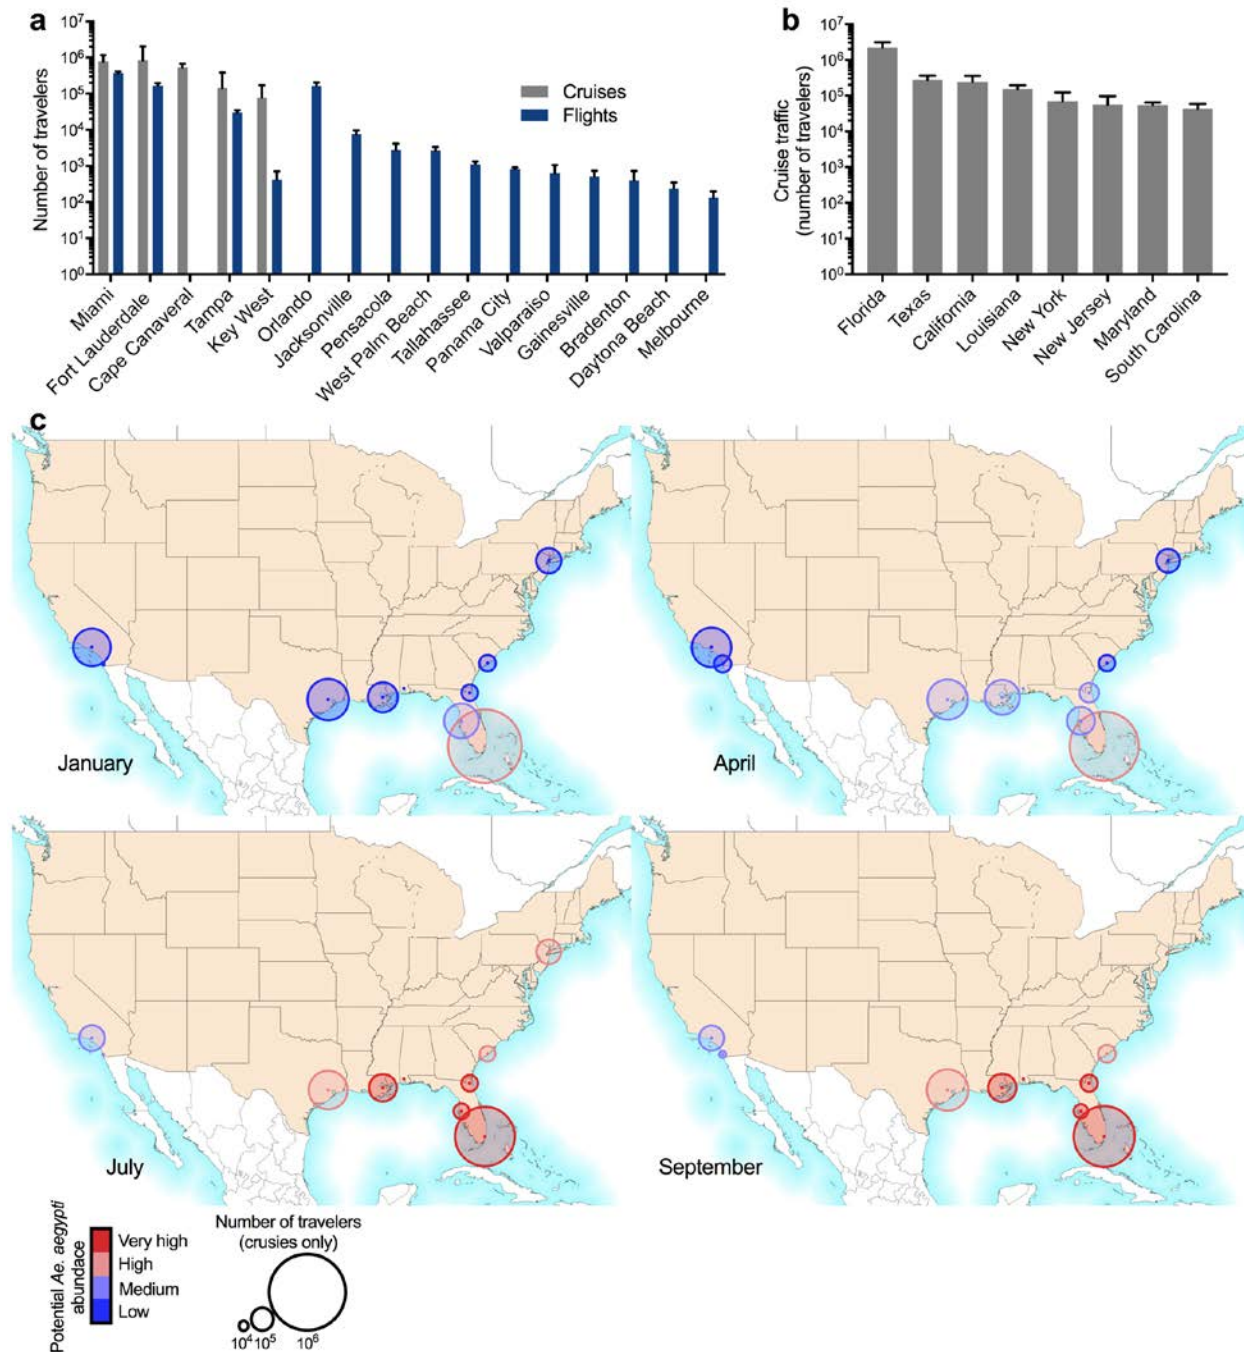 a
Number of travelers
10⁷
10⁶
10⁵
10⁴
10³
10²
10¹
10⁰
Cruises
Flights
Miami
Fort Lauderdale
Cape Canaveral
Tampa
Key West
Orlando
Jacksonville
Pensacola
West Palm Beach
Tallahassee
Panama City
Valparaiso
Gainesville
Bradenton
Daytona Beach
Melbourne
b
Cruise traffic
(number of travelers)
10⁷
10⁶
10⁵
10⁴
10³
10²
10¹
10⁰
Florida
Texas
California
Louisiana
New York
New Jersey
Maryland
South Carolina
c
January
April
July
September
Potential Ae. aegypti
abundace
Very high
High
Medium
Low
Number of travelers
(crusies only)
10⁴
10⁵
10⁶